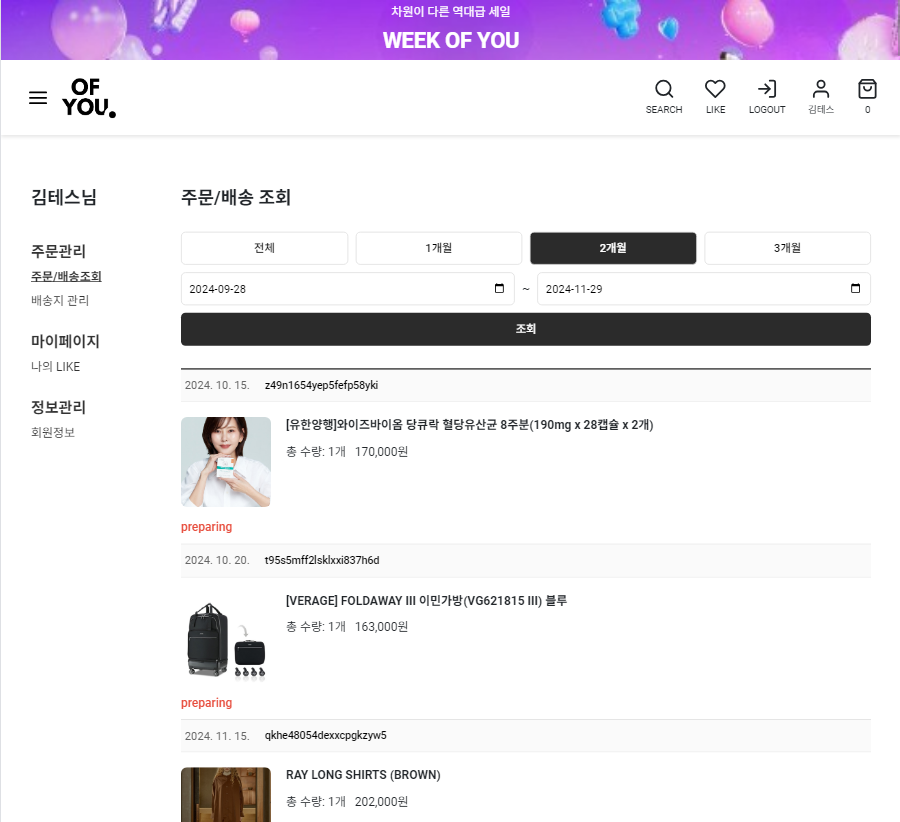 차원이 다른 역대급 세일
WEEK OF YOU
OF
YOU.
SEARCH
LIKE
LOGOUT
김테스
0
김테스님
주문관리
주문/배송조회
배송지 관리
마이페이지
나의 LIKE
정보관리
회원정보
주문/배송 조회
전체
1개월
2개월
3개월
2024-09-28 ~ 2024-11-29
조회
2024. 10. 15. z49n1654yep5fefp58yki
[유한양행]와이즈바이옴 당큐락 혈당유산균 8주분(190mg x 28캡슐 x 2개)
총 수량: 1개 170,000원
preparing
2024. 10. 20. t95s5mff2lsklxxi837h6d
[VERAGE] FOLDAWAY III 이민가방(VG621815 III) 블루
총 수량: 1개 163,000원
preparing
2024. 11. 15. qkhe48054dexxcpgkzyw5
RAY LONG SHIRTS (BROWN)
총 수량: 1개 202,000원